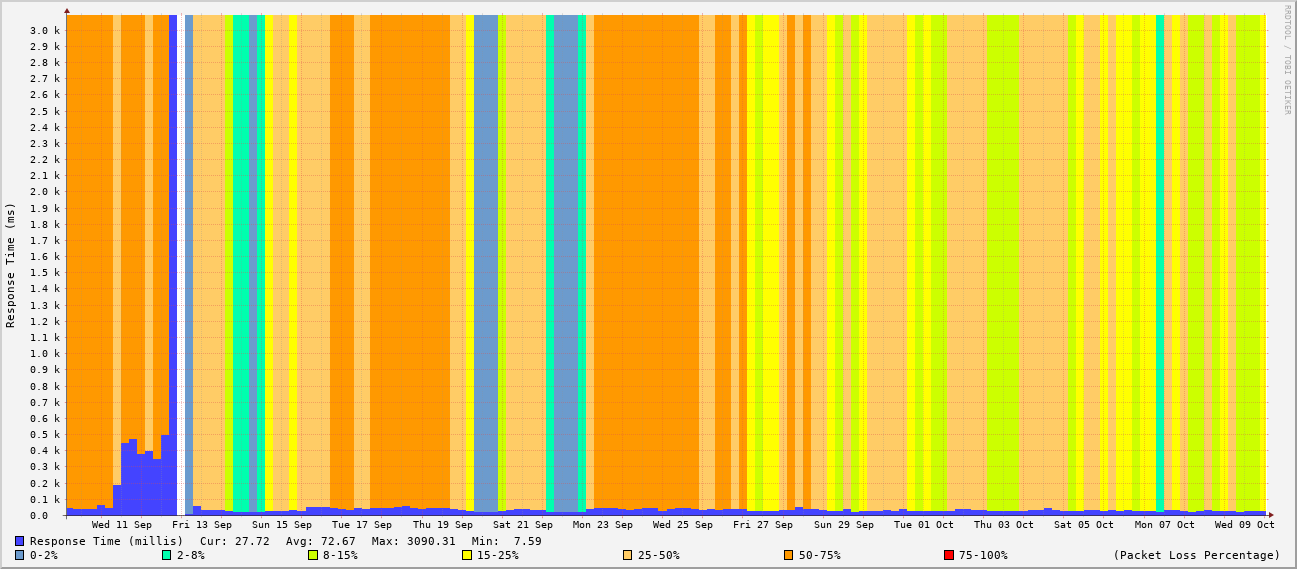 RRDTOOL / TOBI OETIKER
Response Time (ms)
3.0 k
2.9 k
2.8 k
2.7 k
2.6 k
2.5 k
2.4 k
2.3 k
2.2 k
2.1 k
2.0 k
1.9 k
1.8 k
1.7 k
1.6 k
1.5 k
1.4 k
1.3 k
1.2 k
1.1 k
1.0 k
0.9 k
0.8 k
0.7 k
0.6 k
0.5 k
0.4 k
0.3 k
0.2 k
0.1 k
0.0
Wed 11 Sep Fri 13 Sep Sun 15 Sep Tue 17 Sep Thu 19 Sep Sat 21 Sep Mon 23 Sep Wed 25 Sep Fri 27 Sep Sun 29 Sep Tue 01 Oct Thu 03 Oct Sat 05 Oct Mon 07 Oct Wed 09 Oct
Response Time (millis) Cur: 27.72 Avg: 72.67 Max: 3090.31 Min: 7.59
0-2% 2-8% 8-15% 15-25% 25-50% 50-75% 75-100% (Packet Loss Percentage)